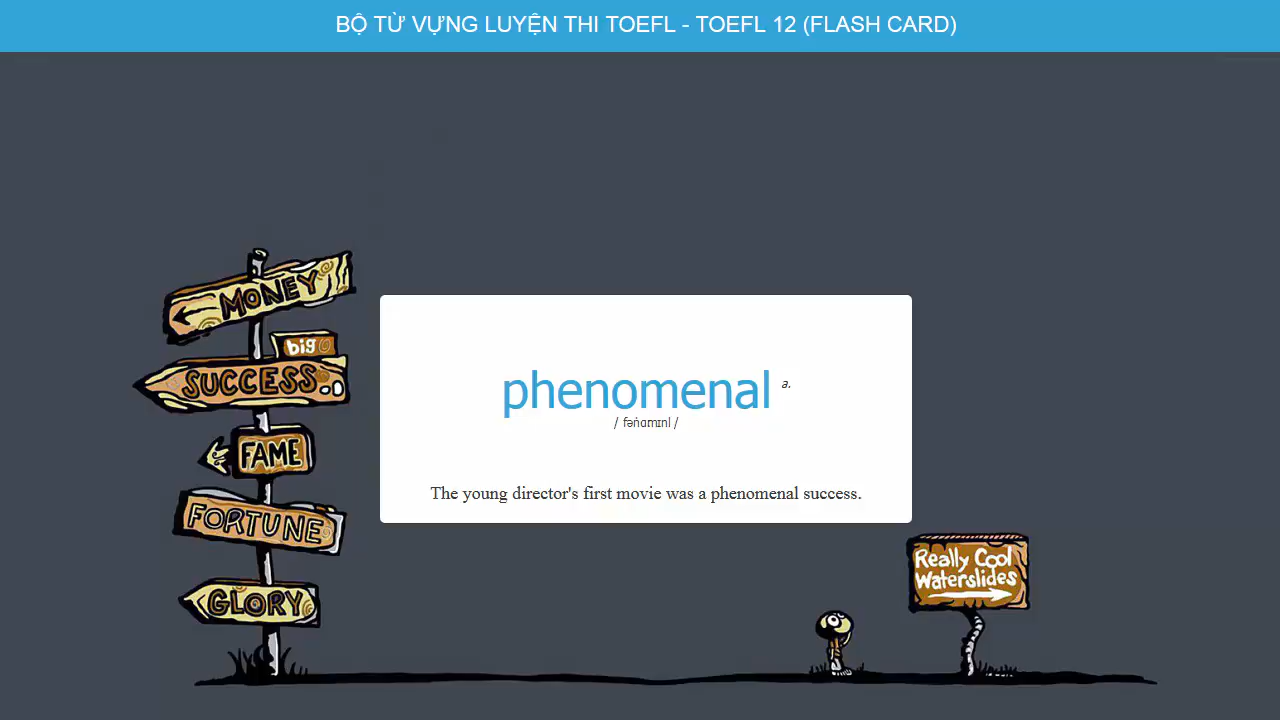 BỘ TỪ VỰNG LUYỆN THI TOEFL - TOEFL 12 (FLASH CARD)
MONEY
big
SUCCESS
FAME
FORTUNE
GLORY
phenomenal a.
/ fəˈnɑmɪnl /
The young director's first movie was a phenomenal success.
Really Cool
Waterslides